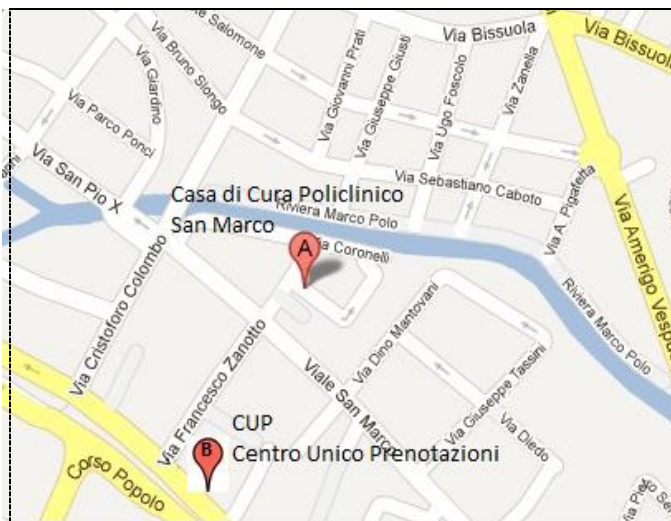 Via Salomone
Via Bissuola
Via Bissuola
Via Bruno Slongo
Via Giardino
Via Giovanni Prati
Via Giuseppe Giusti
Via Ugo Foscolo
Via Zanella
Via Parco Ponci
Via San Pio X
Via Sebastiano Caboto
Via A. Pigafetta
Casa di Cura Policlinico
San Marco
Riviera Marco Polo
Coronelli
A
Via Amerigo Vespu
Riviera Marco Polo
Via Cristoforo Colombo
Via Francesco Zanotto
Via Dino Mantovani
Viale San Marco
Via Giuseppe Tassini
Via Diedo
CUP
Centro Unico Prenotazioni
B
Corso Popolo